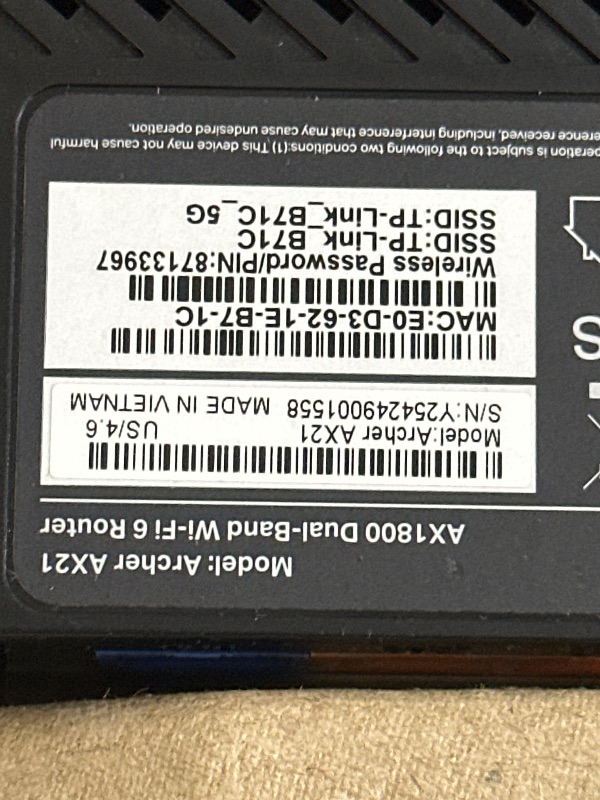 Model: Archer AX21
AX1800 Dual-Band Wi-Fi 6 Router
Model:Archer AX21 US/4.6
S/N:Y254249001558 MADE IN VIETNAM
MAC:E0-D3-62-1E-B7-1C
Wireless Password/PIN:87133967
SSID:TP-Link_B71C
SSID:TP-Link_B71C_5G
is subject to the following two conditions:(1) This device may not cause harmful
received, including interference that may cause undesired operation.